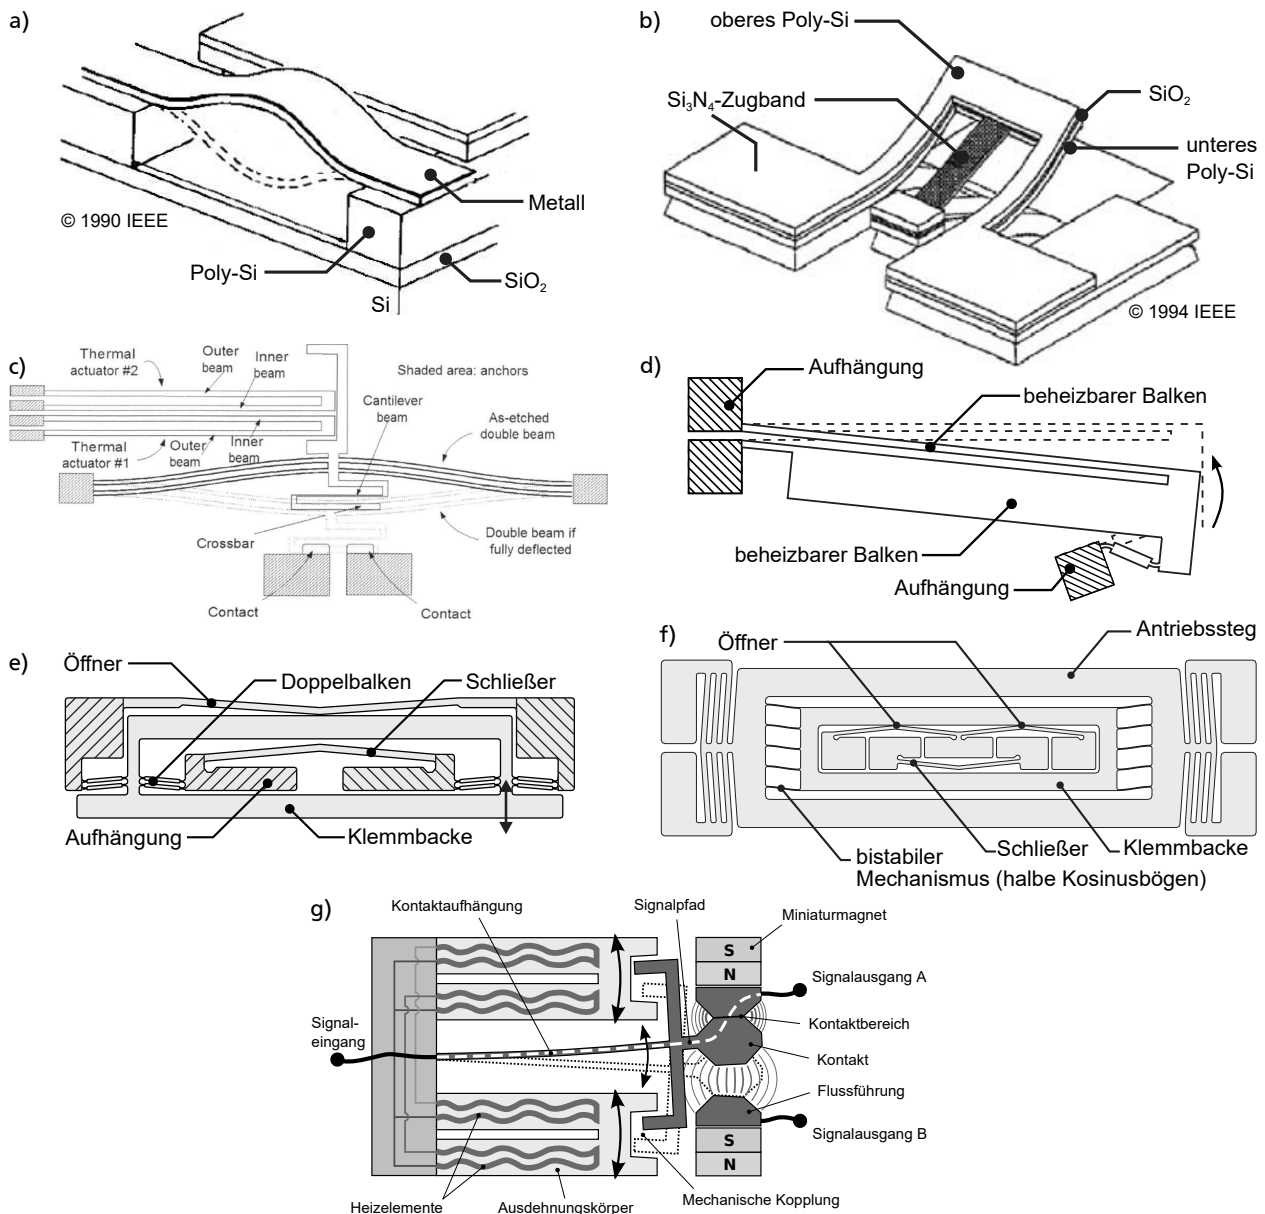 a)
Metall
© 1990 IEEE
Poly-Si
SiO₂
Si
b)
oberes Poly-Si
Si₃N₄-Zugband
SiO₂
unteres
Poly-Si
© 1994 IEEE
c)
Thermal
actuator #2
Outer
beam
Inner
beam
Shaded area: anchors
Cantilever
beam
As-etched
double beam
Thermal
actuator #1
Outer
beam
Inner
beam
Crossbar
Double beam if
fully deflected
Contact
Contact
d)
Aufhängung
beheizbarer Balken
beheizbarer Balken
Aufhängung
e)
Öffner
Doppelbalken
Schließer
Aufhängung
Klemmbacke
f)
Öffner
Antriebssteg
bistabiler
Mechanismus (halbe Kosinusbögen)
Schließer
Klemmbacke
g)
Kontaktaufhängung
Signalpfad
Miniaturmagnet
S
N
Signalausgang A
Signal-
eingang
Kontaktbereich
Kontakt
Flussführung
Signalausgang B
S
N
Heizelemente
Ausdehnungskörper
Mechanische Kopplung